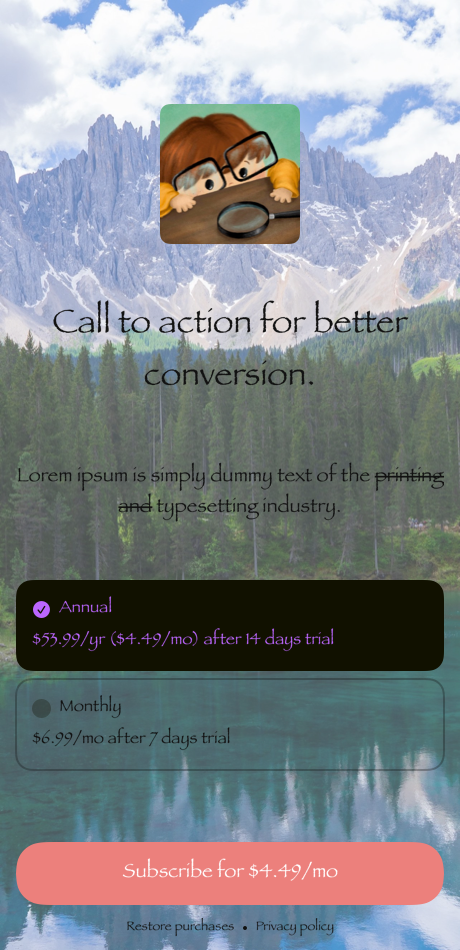 Call to action for better
conversion.
Lorem ipsum is simply dummy text of the printing
and typesetting industry.
Annual
$53.99/yr ($4.49/mo) after 14 days trial
Monthly
$6.99/mo after 7 days trial
Subscribe for $4.49/mo
Restore purchases • Privacy policy